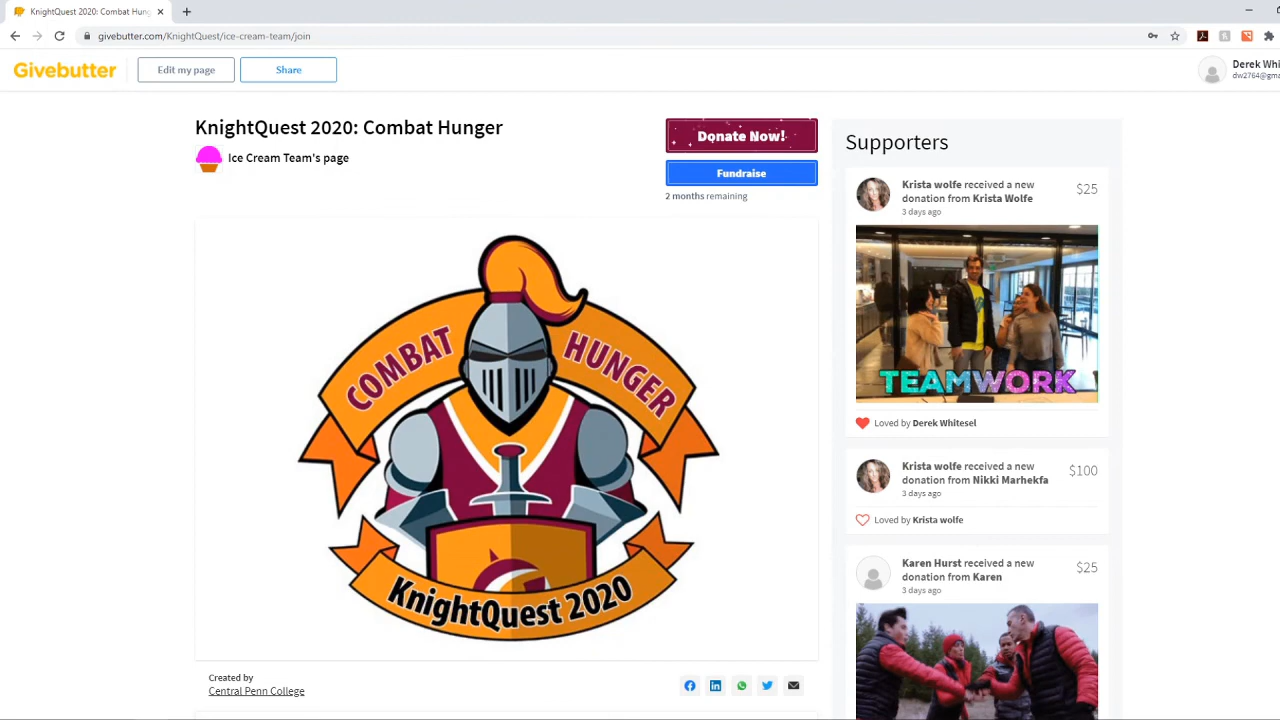 KnightQuest 2020: Combat Hung
givebutter.com/KnightQuest/ice-cream-team/join
Givebutter
Edit my page
Share
Derek Whi
dw2764@gma
KnightQuest 2020: Combat Hunger
Ice Cream Team's page
Donate Now!
Fundraise
2 months remaining
COMBAT HUNGER
KnightQuest 2020
Created by
Central Penn College
Supporters
Krista wolfe received a new
donation from Krista Wolfe
3 days ago
$25
TEAMWORK
Loved by Derek Whitesel
Krista wolfe received a new
donation from Nikki Marhekfa
3 days ago
$100
Loved by Krista wolfe
Karen Hurst received a new
donation from Karen
3 days ago
$25